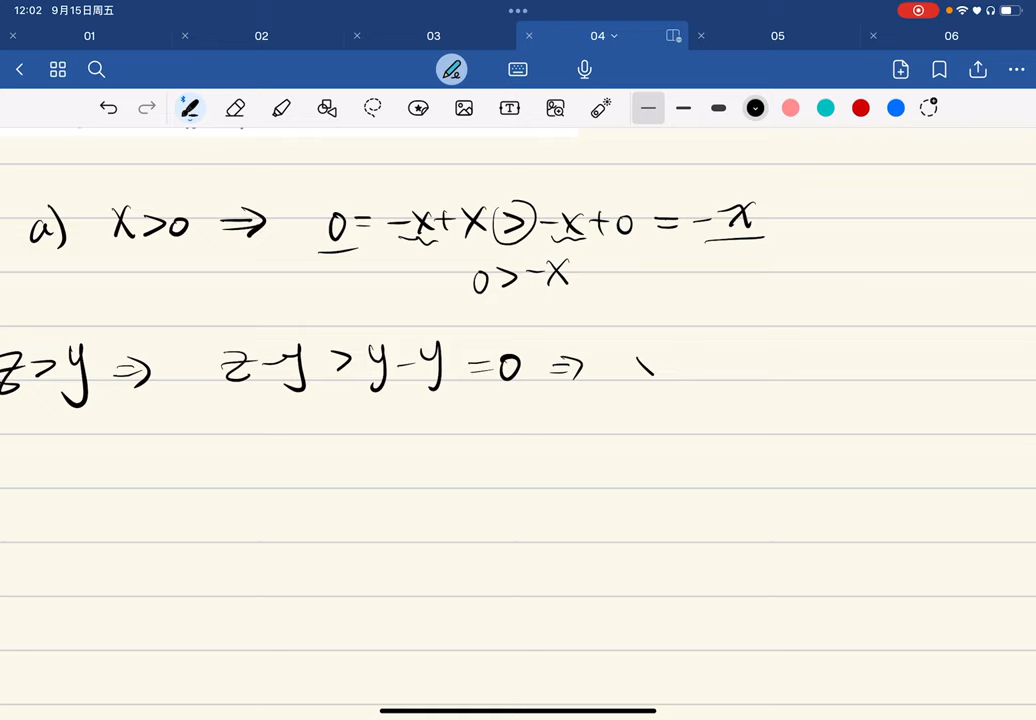 12:02 9月15日周五
01 02 03 04 05 06
a) x>0 ⇒ 0 = -x+x > -x+0 = -x
0 > -x
z>y ⇒ z-y > y-y = 0 ⇒